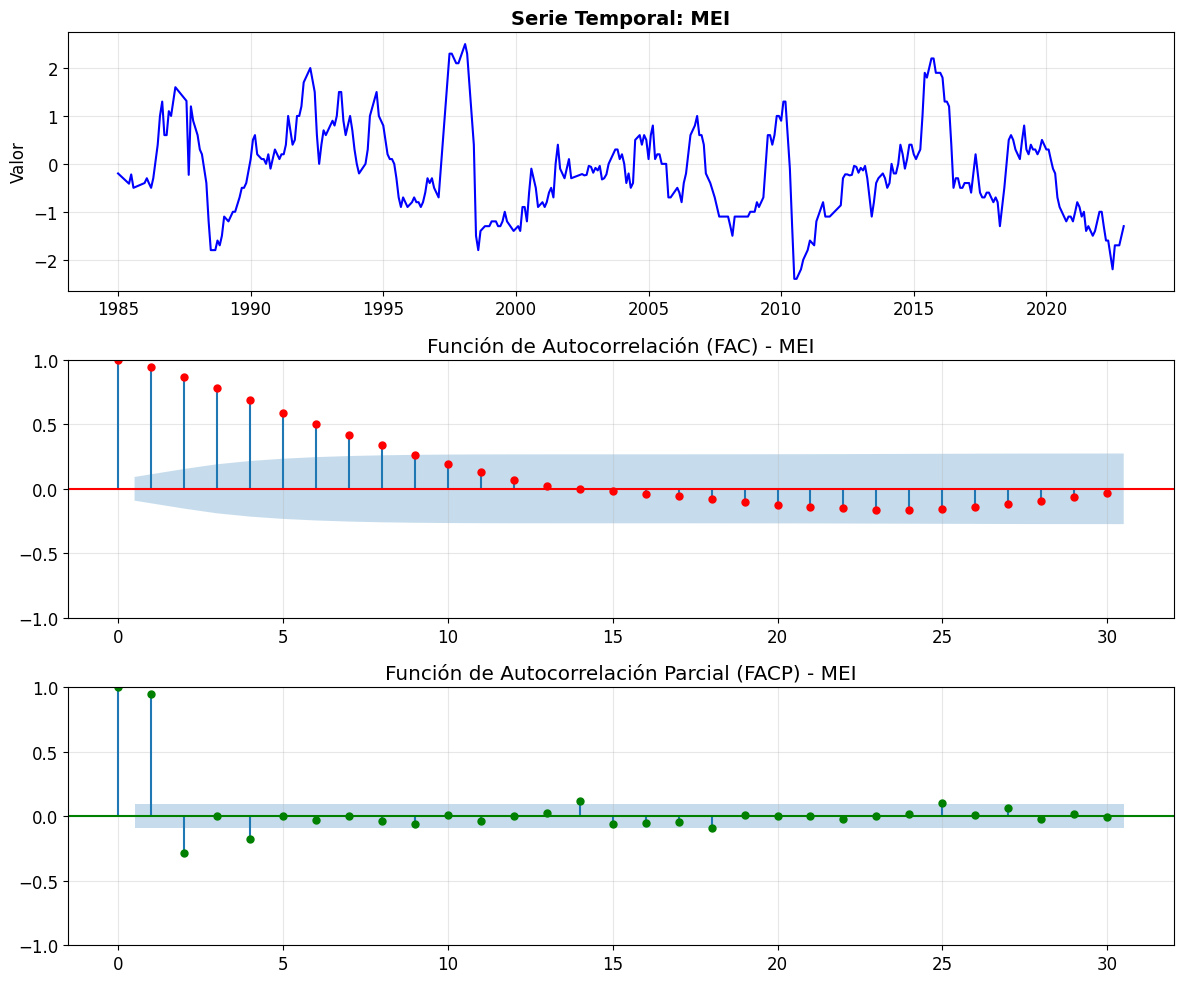 Serie Temporal: MEI
Valor
2
1
0
−1
−2
1985 1990 1995 2000 2005 2010 2015 2020
Función de Autocorrelación (FAC) - MEI
1.0
0.5
0.0
−0.5
−1.0
0 5 10 15 20 25 30
Función de Autocorrelación Parcial (FACP) - MEI
1.0
0.5
0.0
−0.5
−1.0
0 5 10 15 20 25 30